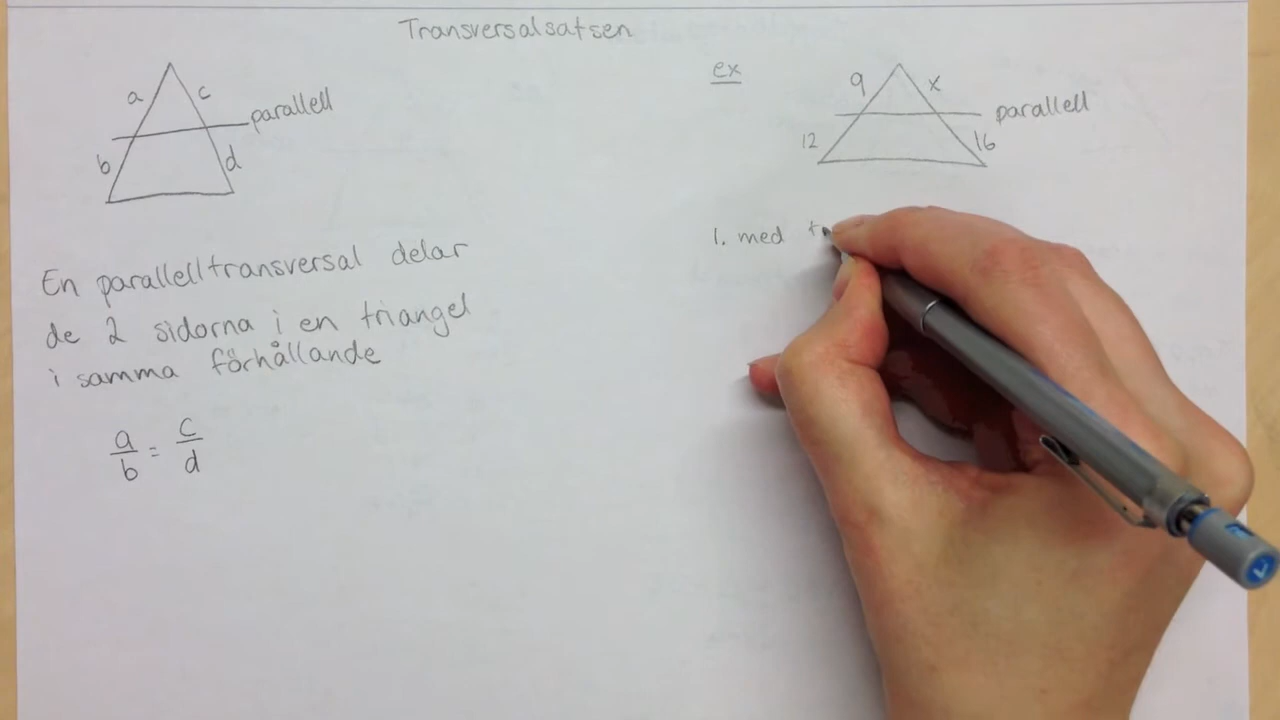 Transversalsatsen
a
c
parallell
b
d
En parallelltransversal delar
de 2 sidorna i en triangel
i samma förhållande
a/b = c/d
ex
9
x
parallell
12
16
1. med t